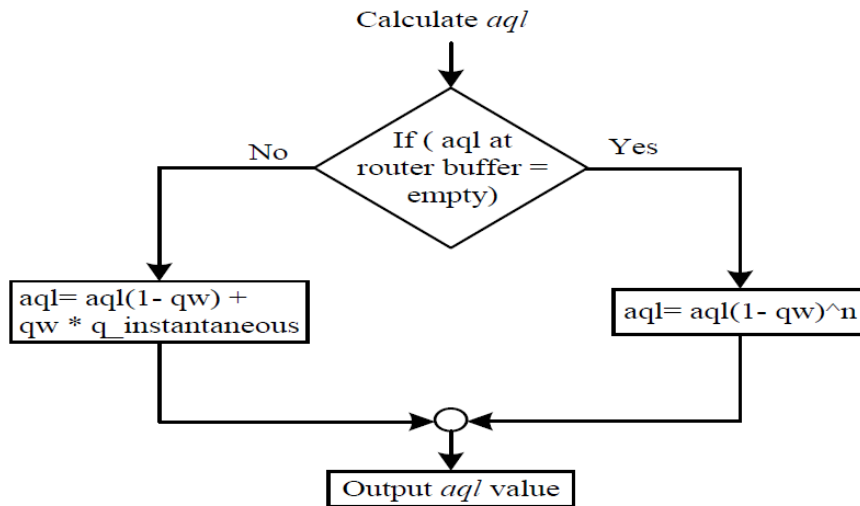 Calculate aql
If ( aql at
router buffer =
empty)
No
Yes
aql= aql(1- qw) +
qw * q_instantaneous
aql= aql(1- qw)^n
Output aql value